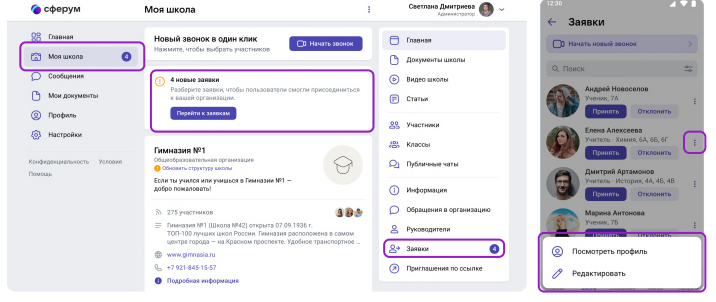 сферум
Моя школа
Светлана Дмитриева
Администратор
Главная
Моя школа
4
Сообщения
Мои документы
Профиль
Настройки
Конфиденциальность Условия
Помощь
Новый звонок в один клик
Нажмите, чтобы выбрать участников
Начать звонок
4 новые заявки
Разберите заявки, чтобы пользователи смогли присоединиться
к вашей организации.
Перейти к заявкам
Гимназия №1
Общеобразовательная организация
Обновить структуру школы
Если ты учился или учишься в Гимназии №1 —
добро пожаловать!
275 участников
Гимназия №1 (Школа №42) открыта 07.09.1936 г.
ТОП-100 лучших школ России. Гимназия расположена в самом
центре города — на Красном проспекте. Удобное транспортное ...
www.gimnasia.ru
+7 921-845-15-57
Подробная информация
Главная
Документы школы
Видео школы
Статьи
Участники
Классы
Публичные чаты
Информация
Обращения в организацию
Руководители
Заявки
4
Приглашения по ссылке
12:30
Заявки
Начать новый звонок
Поиск
Андрей Новоселов
Ученик, 7А
Принять Отклонить
Елена Алексеева
Учитель · Химия, 6А, 6Б, 6Г
Принять Отклонить
Дмитрий Артамонов
Учитель · История, 4А, 4Б, 4В
Принять Отклонить
Марина Антонова
Ученик, 7Б
Посмотреть профиль
Редактировать